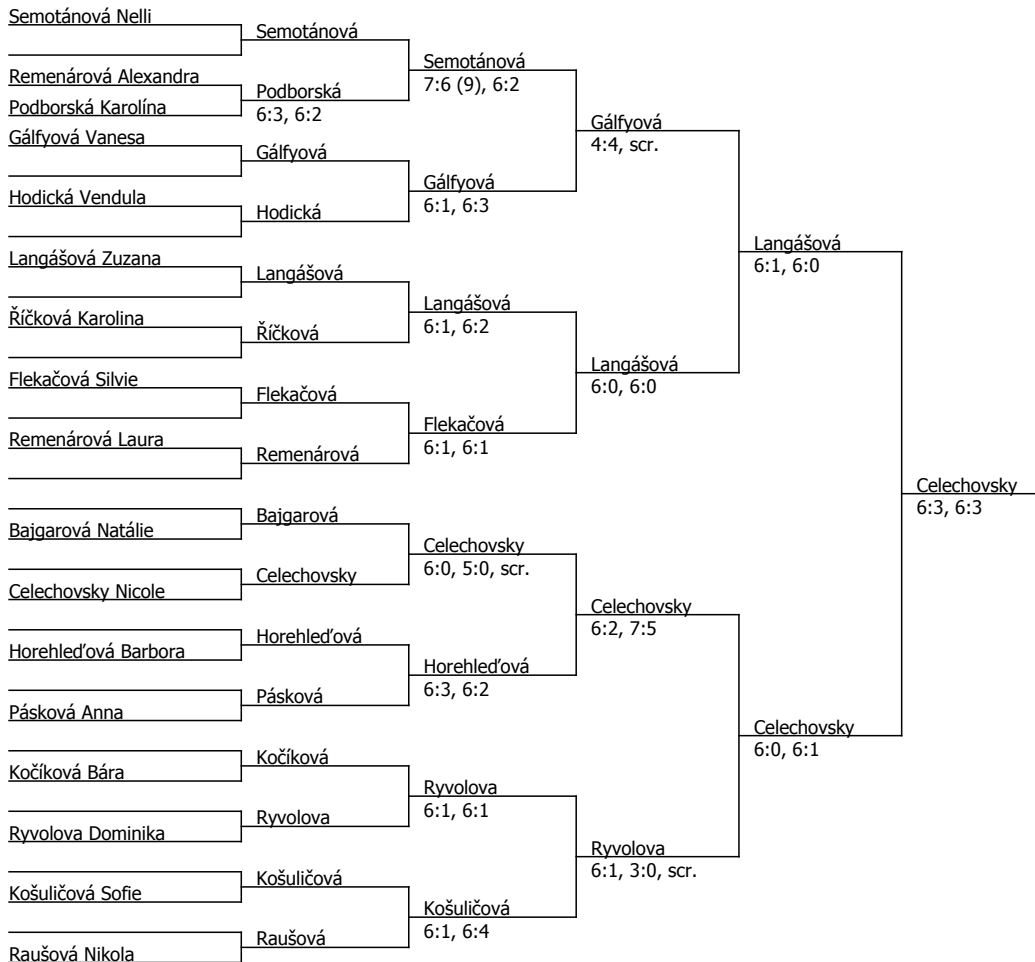 Semotánová Nelli
Remenárová Alexandra
Podborská Karolína
Gálfyová Vanesa
Hodická Vendula
Langášová Zuzana
Říčková Karolina
Flekačová Silvie
Remenárová Laura
Bajgarová Natálie
Celechovsky Nicole
Horehleďová Barbora
Pásková Anna
Kočíková Bára
Ryvolova Dominika
Košuličová Sofie
Raušová Nikola
Semotánová
Podborská
6:3, 6:2
Gálfyová
Hodická
Langášová
Říčková
Flekačová
Remenárová
Bajgarová
Celechovsky
Horehleďová
Pásková
Kočíková
Ryvolova
Košuličová
Raušová
Semotánová
7:6 (9), 6:2
Gálfyová
6:1, 6:3
Langášová
6:1, 6:2
Flekačová
6:1, 6:1
Celechovsky
6:0, 5:0, scr.
Horehleďová
6:3, 6:2
Ryvolova
6:1, 6:1
Košuličová
6:1, 6:4
Gálfyová
4:4, scr.
Langášová
6:0, 6:0
Celechovsky
6:2, 7:5
Ryvolova
6:1, 3:0, scr.
Langášová
6:1, 6:0
Celechovsky
6:0, 6:1
Celechovsky
6:3, 6:3